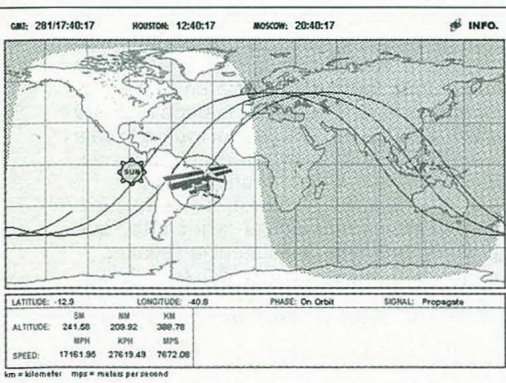 GMT: 281/17:40:17 HOUSTON: 12:40:17 MOSCOW: 20:40:17 INFO.
SUN
LATITUDE: -12.9 LONGITUDE: -40.8 PHASE: On Orbit SIGNAL: Propagate
SM NM KM
ALTITUDE: 241.58 209.92 388.78
MPH KPH MPS
SPEED: 17161.95 27619.49 7672.08
km = kilometer mps = meters per second